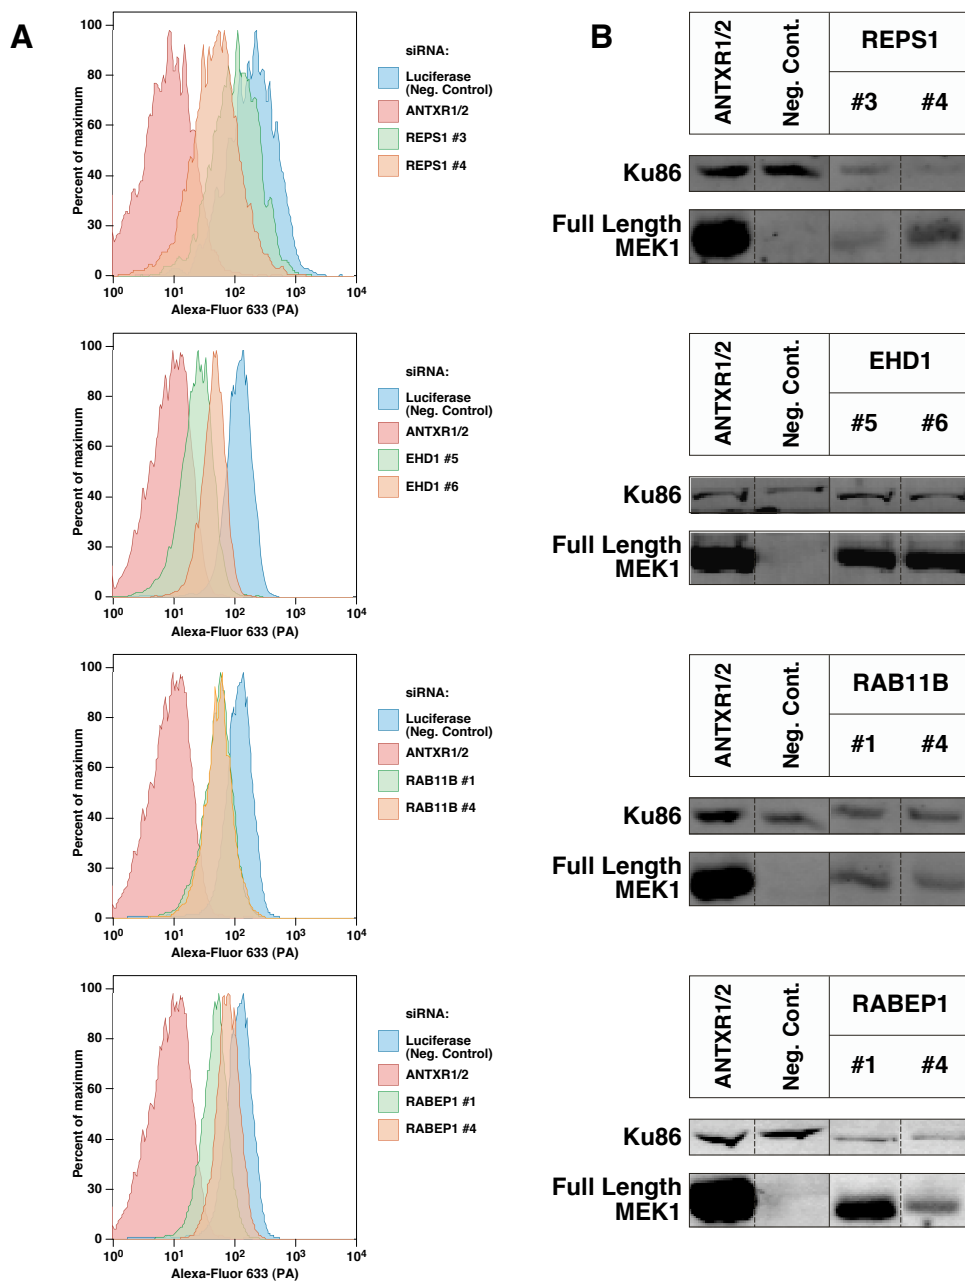 A
100
80
60
40
30
0
Percent of maximum
10⁰
10¹
10²
10³
10⁴
Alexa-Fluor 633 (PA)
siRNA:
Luciferase
(Neg. Control)
ANTXR1/2
REPS1 #3
REPS1 #4
100
80
60
40
30
0
Percent of maximum
10⁰
10¹
10²
10³
10⁴
Alexa-Fluor 633 (PA)
siRNA:
Luciferase
(Neg. Control)
ANTXR1/2
EHD1 #5
EHD1 #6
100
80
60
40
30
0
Percent of maximum
10⁰
10¹
10²
10³
10⁴
Alexa-Fluor 633 (PA)
siRNA:
Luciferase
(Neg. Control)
ANTXR1/2
RAB11B #1
RAB11B #4
100
80
60
40
30
0
Percent of maximum
10⁰
10¹
10²
10³
10⁴
Alexa-Fluor 633 (PA)
siRNA:
Luciferase
(Neg. Control)
ANTXR1/2
RABEP1 #1
RABEP1 #4
B
ANTXR1/2
Neg. Cont.
REPS1
#3 #4
Ku86
Full Length
MEK1
ANTXR1/2
Neg. Cont.
EHD1
#5 #6
Ku86
Full Length
MEK1
ANTXR1/2
Neg. Cont.
RAB11B
#1 #4
Ku86
Full Length
MEK1
ANTXR1/2
Neg. Cont.
RABEP1
#1 #4
Ku86
Full Length
MEK1